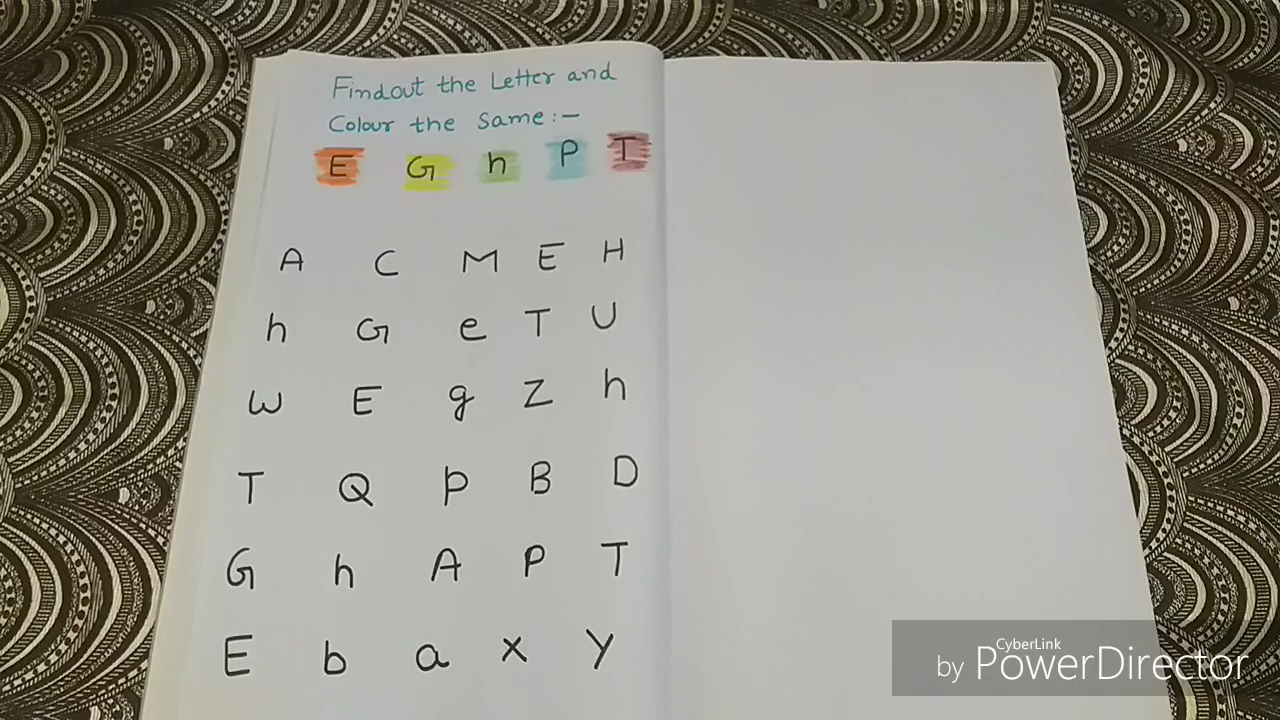 Findout the Letter and
Colour the Same:-
E G h P T
A C M E H
h G e T U
W E g Z h
T Q p B D
G h A P T
E b a x y
CyberLink
by PowerDirector